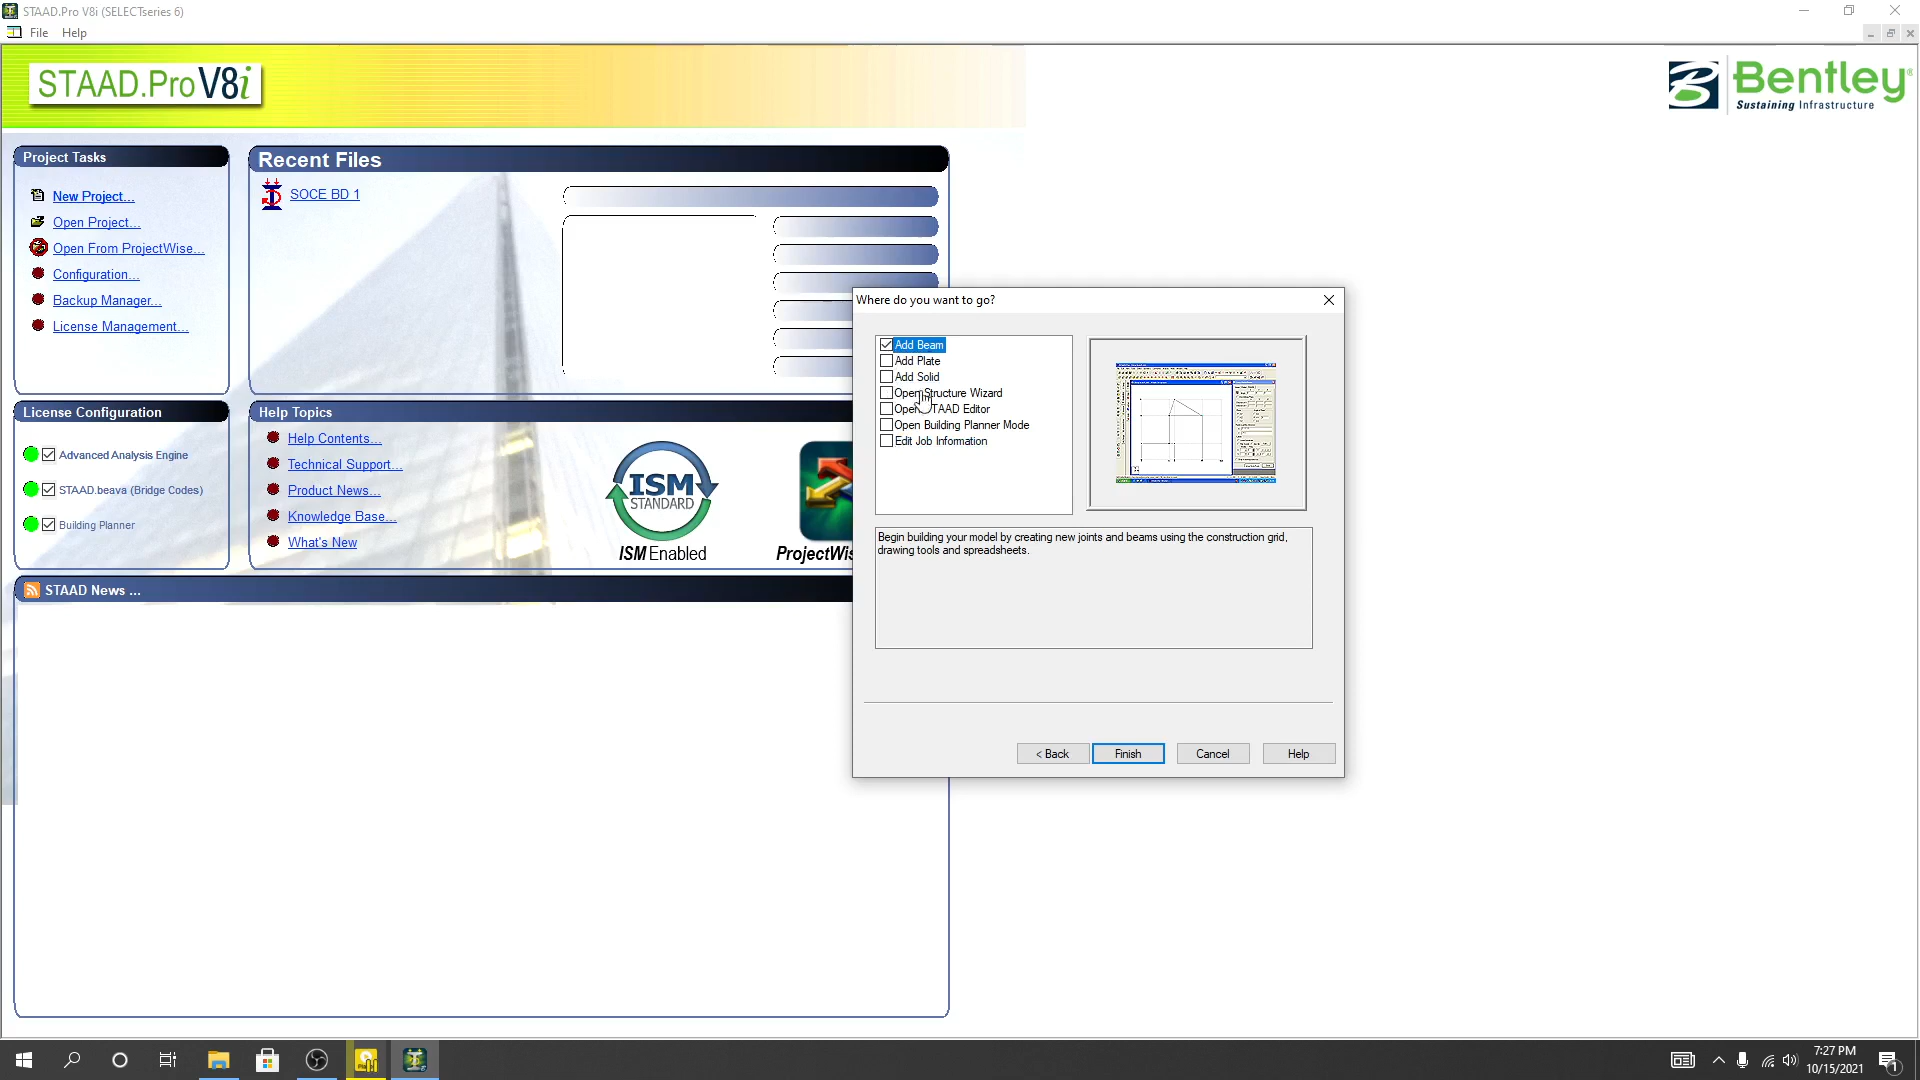 STAAD.Pro V8i (SELECTseries 6)
File Help
STAAD.Pro V8i
Bentley®
Sustaining Infrastructure
Project Tasks
New Project...
Open Project...
Open From ProjectWise...
Configuration...
Backup Manager...
License Management...
Recent Files
SOCE BD 1
License Configuration
Advanced Analysis Engine
STAAD.beava (Bridge Codes)
Building Planner
Help Topics
Help Contents...
Technical Support...
Product News...
Knowledge Base...
What's New
ISM
STANDARD
ISM Enabled
STAAD News ...
Where do you want to go?
Add Beam
Add Plate
Add Solid
Open Structure Wizard
Open STAAD Editor
Open Building Planner Mode
Edit Job Information
Begin building your model by creating new joints and beams using the construction grid,
drawing tools and spreadsheets.
< Back Finish Cancel Help
7:27 PM
10/15/2021
1